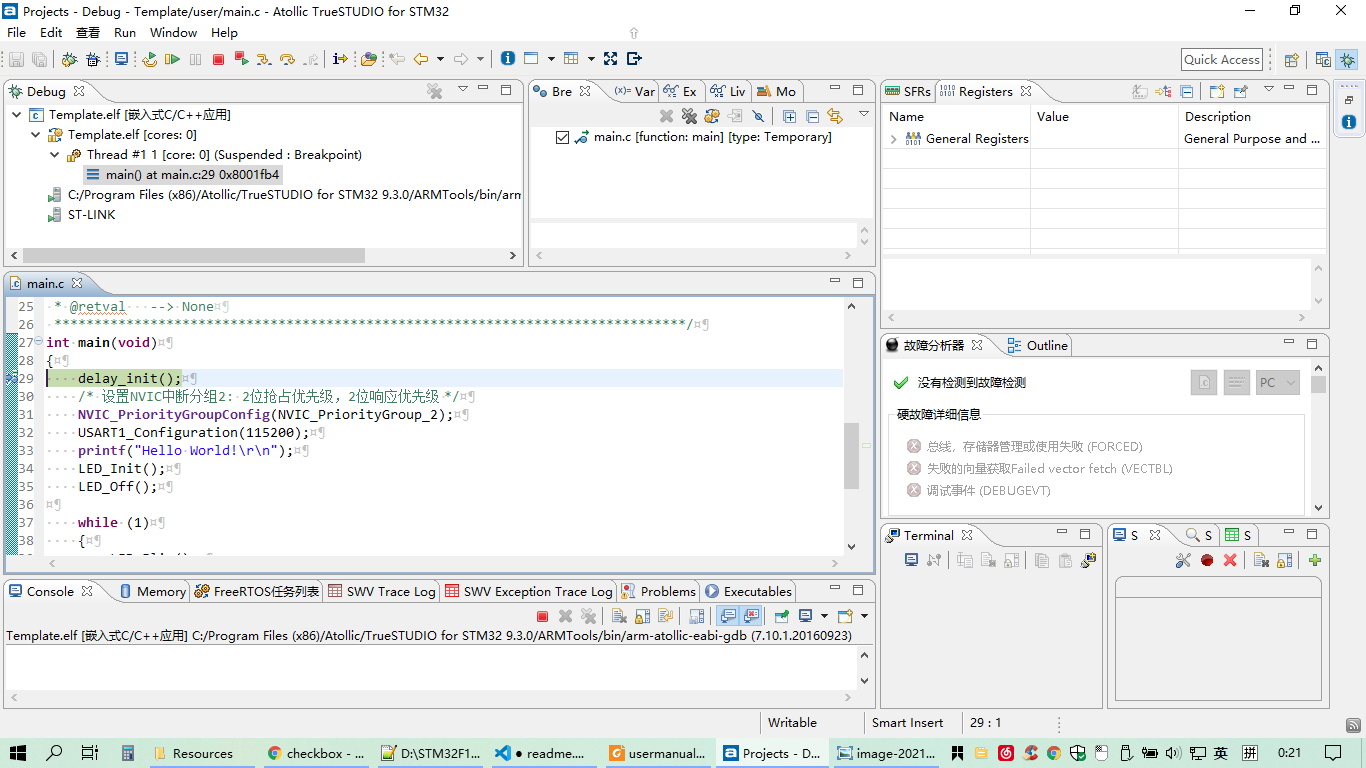 Projects - Debug - Template/user/main.c - Atollic TrueSTUDIO for STM32
File Edit 查看 Run Window Help
Quick Access
Debug
Template.elf [嵌入式C/C++应用]
Template.elf [cores: 0]
Thread #1 1 [core: 0] (Suspended : Breakpoint)
main() at main.c:29 0x8001fb4
C:/Program Files (x86)/Atollic/TrueSTUDIO for STM32 9.3.0/ARMTools/bin/arm
ST-LINK
Bre (x)= Var Ex Liv Mo
main.c [function: main] [type: Temporary]
SFRs Registers
Name Value Description
General Registers General Purpose and ...
main.c
25 * @retval --> None
26 *******************************************************************************/
27 int main(void)
28 {
29 delay_init();
30 /* 设置NVIC中断分组2: 2位抢占优先级，2位响应优先级 */
31 NVIC_PriorityGroupConfig(NVIC_PriorityGroup_2);
32 USART1_Configuration(115200);
33 printf("Hello World!\r\n");
34 LED_Init();
35 LED_Off();
36
37 while (1)
38 {
故障分析器 Outline
没有检测到故障检测
PC
硬故障详细信息
总线，存储器管理或使用失败 (FORCED)
失败的向量获取Failed vector fetch (VECTBL)
调试事件 (DEBUGEVT)
Terminal
S S S
Console Memory FreeRTOS任务列表 SWV Trace Log SWV Exception Trace Log Problems Executables
Template.elf [嵌入式C/C++应用] C:/Program Files (x86)/Atollic/TrueSTUDIO for STM32 9.3.0/ARMTools/bin/arm-atollic-eabi-gdb (7.10.1.20160923)
Writable Smart Insert 29 : 1
Resources checkbox - ... D:\STM32F1... ● readme.... usermanual... Projects - D... image-2021... 英 拼 0:21